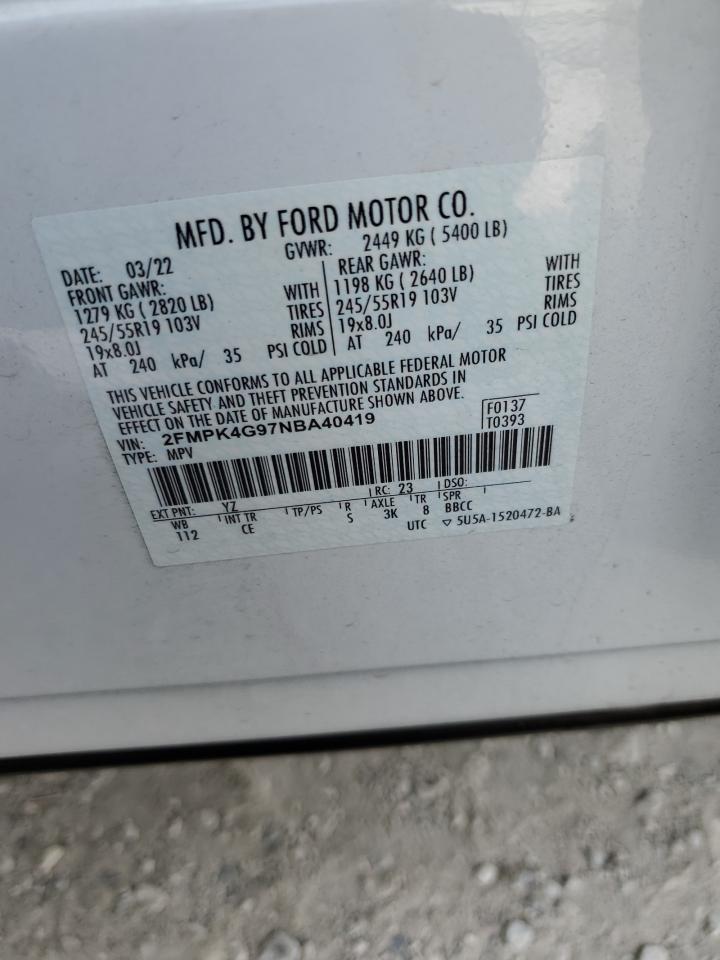 MFD. BY FORD MOTOR CO.
DATE: 03/22 GVWR: 2449 KG ( 5400 LB)
FRONT GAWR: REAR GAWR:
1279 KG ( 2820 LB) WITH 1198 KG ( 2640 LB) WITH
245/55R19 103V TIRES 245/55R19 103V TIRES
19x8.0J RIMS 19x8.0J RIMS
AT 240 kPa/ 35 PSI COLD AT 240 kPa/ 35 PSI COLD
THIS VEHICLE CONFORMS TO ALL APPLICABLE FEDERAL MOTOR
VEHICLE SAFETY AND THEFT PREVENTION STANDARDS IN
EFFECT ON THE DATE OF MANUFACTURE SHOWN ABOVE.
VIN: 2FMPK4G97NBA40419 F0137
TYPE: MPV T0393
EXT PNT: YZ RC: 23 DSO:
WB INT TR TP/PS R AXLE TR SPR
112 CE S 3K 8 BBCC
UTC ▽ 5U5A-1520472-BA